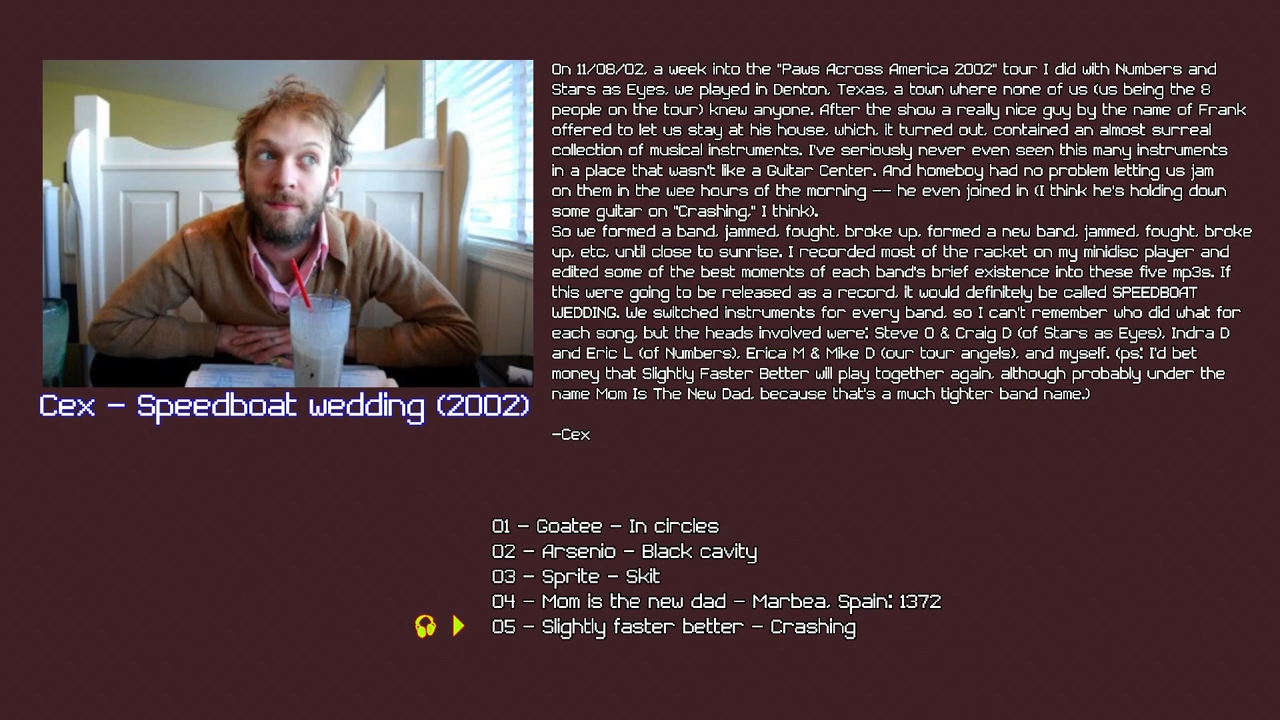 On 11/08/02, a week into the "Paws Across America 2002" tour I did with Numbers and
Stars as Eyes, we played in Denton, Texas, a town where none of us (us being the 8
people on the tour) knew anyone. After the show a really nice guy by the name of Frank
offered to let us stay at his house, which, it turned out, contained an almost surreal
collection of musical instruments. I've seriously never even seen this many instruments
in a place that wasn't like a Guitar Center. And homeboy had no problem letting us jam
on them in the wee hours of the morning -- he even joined in (I think he's holding down
some guitar on "Crashing," I think).
So we formed a band, jammed, fought, broke up, formed a new band, jammed, fought, broke
up, etc, until close to sunrise. I recorded most of the racket on my minidisc player and
edited some of the best moments of each band's brief existence into these five mp3s. If
this were going to be released as a record, it would definitely be called SPEEDBOAT
WEDDING. We switched instruments for every band, so I can't remember who did what for
each song, but the heads involved were: Steve O & Craig D (of Stars as Eyes), Indra D
and Eric L (of Numbers), Erica M & Mike D (our tour angels), and myself. (ps: I'd bet
money that Slightly Faster Better will play together again, although probably under the
name Mom Is The New Dad, because that's a much tighter band name.)
-Cex
Cex - Speedboat wedding (2002)
01 - Goatee - In circles
02 - Arsenio - Black cavity
03 - Sprite - Skit
04 - Mom is the new dad - Marbea, Spain: 1372
05 - Slightly faster better - Crashing